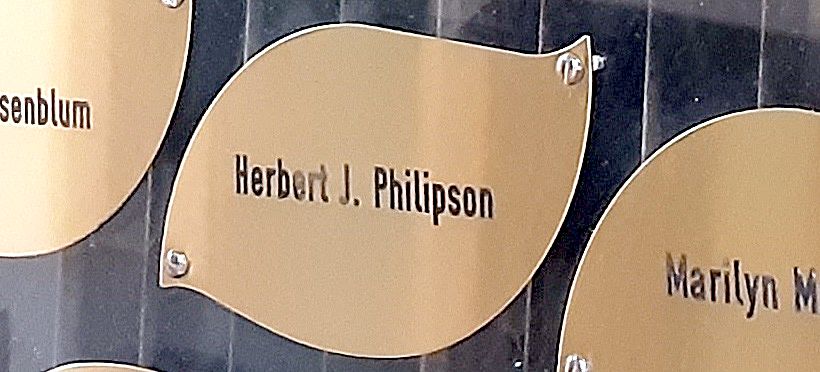 senblum
Herbert J. Philipson
Marilyn M